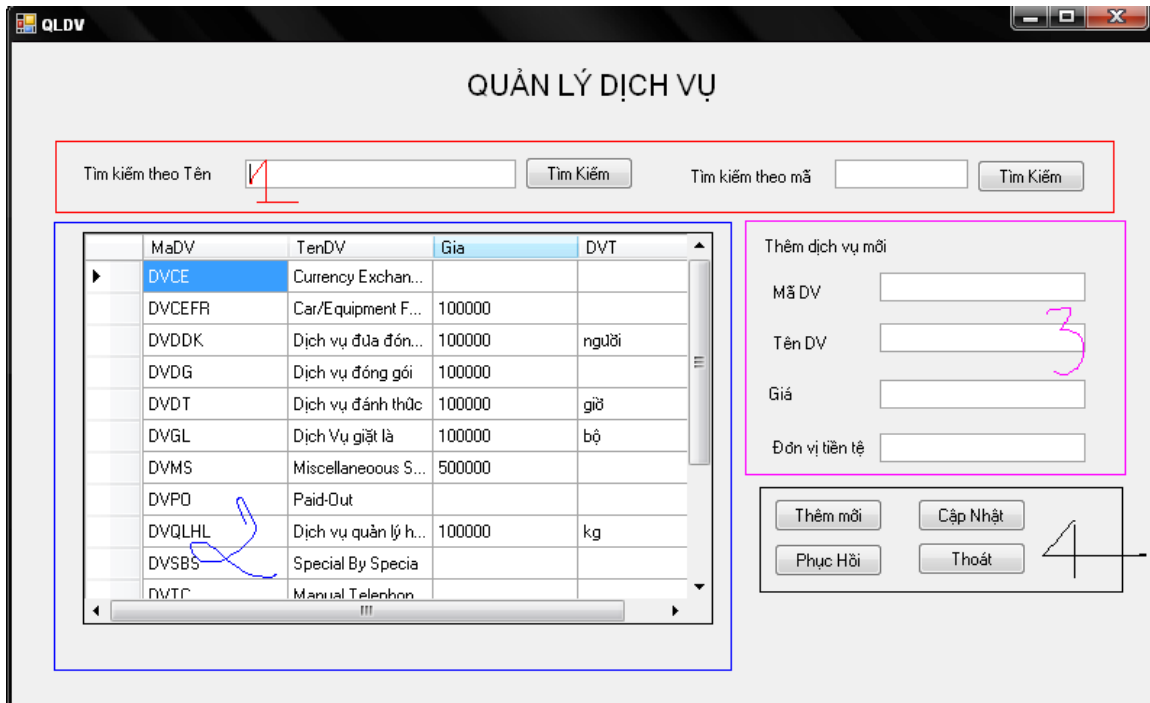 QLDV
QUẢN LÝ DỊCH VỤ
Tìm kiếm theo Tên 1 Tìm Kiếm Tìm kiếm theo mã Tìm Kiếm
MaDV TenDV Gia DVT
DVCE Currency Exchan...
DVCEFR Car/Equipment F... 100000
DVDDK Dịch vụ đưa đón... 100000 người
DVDG Dịch vụ đóng gói 100000
DVDT Dịch vụ đánh thức 100000 giờ
DVGL Dịch Vụ giặt là 100000 bộ
DVMS Miscellaneoous S... 500000
DVPO Paid-Out
DVQLHL Dịch vụ quản lý h... 100000 kg
DVSBS Special By Specia
DVTC Manual Telephon
2
Thêm dịch vụ mới
Mã DV
Tên DV
3
Giá
Đơn vị tiền tệ
Thêm mới Cập Nhật
Phục Hồi Thoát
4